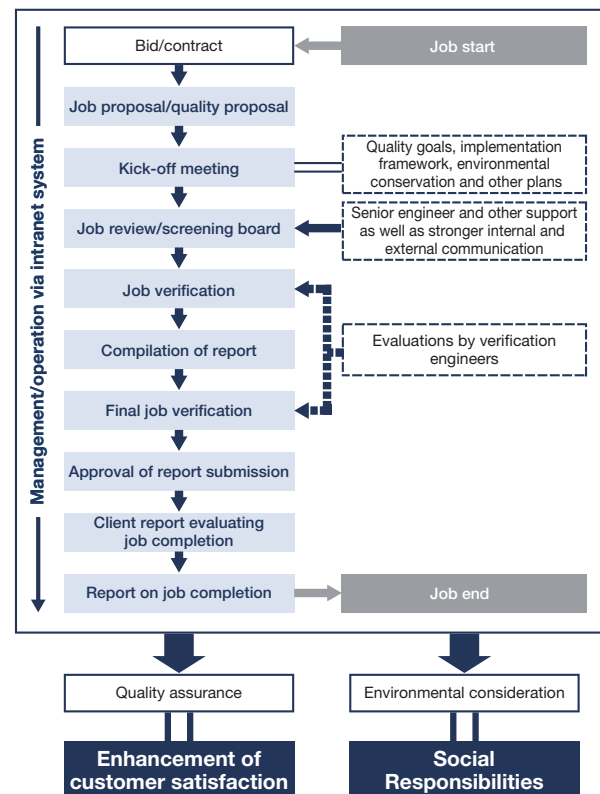 Management/operation via intranet system
Bid/contract
Job start
Job proposal/quality proposal
Kick-off meeting
Quality goals, implementation
framework, environmental
conservation and other plans
Job review/screening board
Senior engineer and other support
as well as stronger internal and
external communication
Job verification
Compilation of report
Evaluations by verification
engineers
Final job verification
Approval of report submission
Client report evaluating
job completion
Report on job completion
Job end
Quality assurance
Environmental consideration
Enhancement of
customer satisfaction
Social
Responsibilities